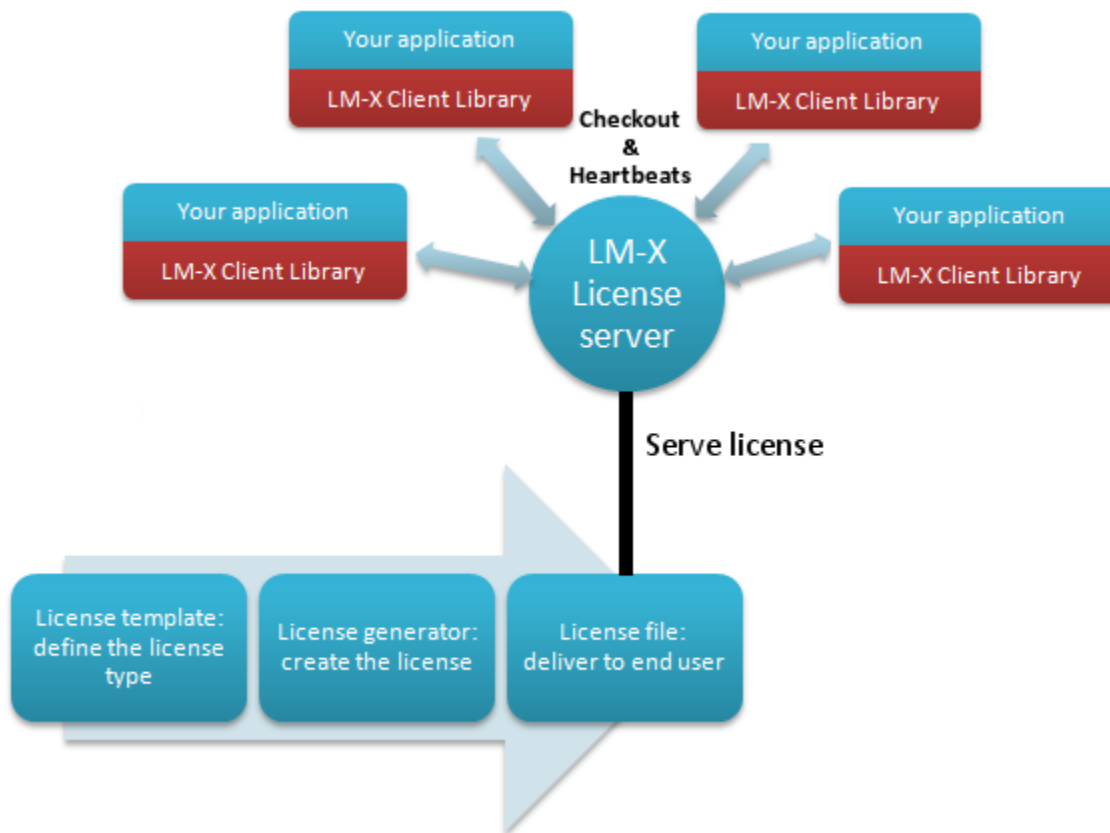 Your application
LM-X Client Library
Your application
LM-X Client Library
Checkout
&
Heartbeats
Your application
LM-X Client Library
Your application
LM-X Client Library
LM-X
License
server
Serve license
License template:
define the license
type
License generator:
create the license
License file:
deliver to end user